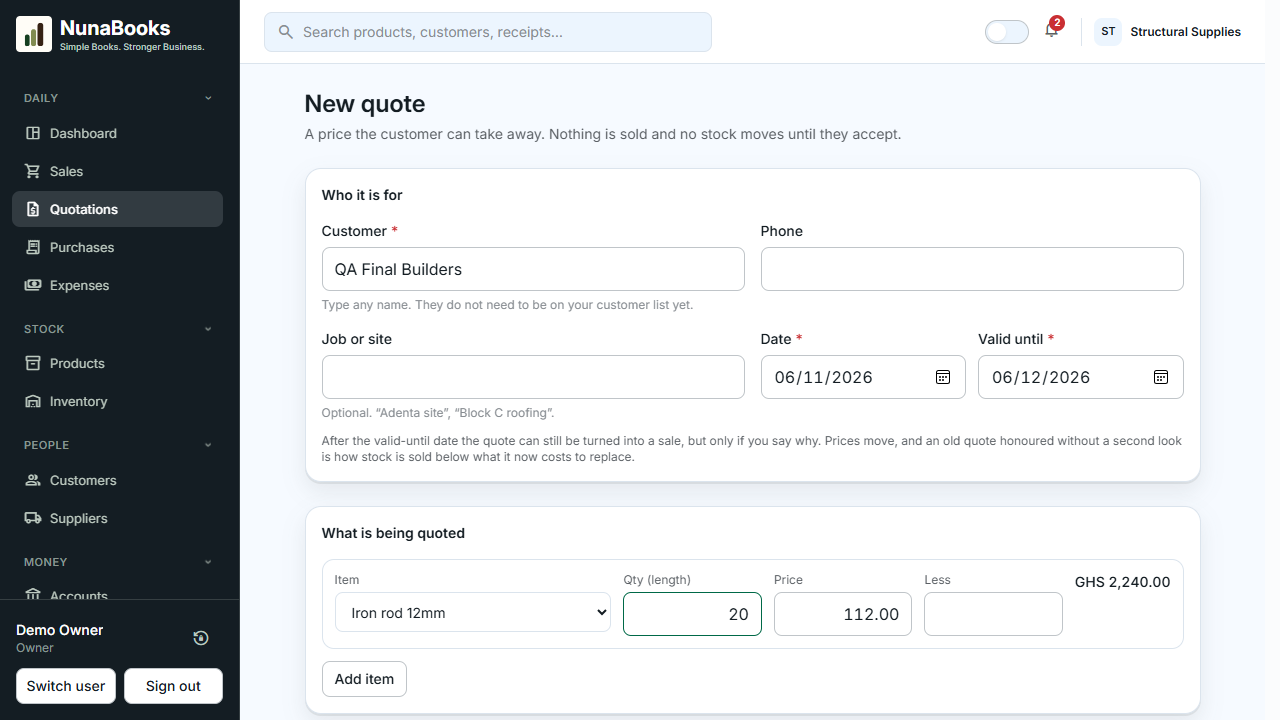 NunaBooks
Simple Books. Stronger Business.
DAILY
Dashboard
Sales
Quotations
Purchases
Expenses
STOCK
Products
Inventory
PEOPLE
Customers
Suppliers
MONEY
Accounts
Demo Owner
Owner
Switch user
Sign out
Search products, customers, receipts...
2
ST
Structural Supplies
New quote
A price the customer can take away. Nothing is sold and no stock moves until they accept.
Who it is for
Customer *
Phone
QA Final Builders
Type any name. They do not need to be on your customer list yet.
Job or site
Date *
Valid until *
06/11/2026
06/12/2026
Optional. “Adenta site”, “Block C roofing”.
After the valid-until date the quote can still be turned into a sale, but only if you say why. Prices move, and an old quote honoured without a second look
is how stock is sold below what it now costs to replace.
What is being quoted
Item
Qty (length)
Price
Less
GHS 2,240.00
Iron rod 12mm
20
112.00
Add item